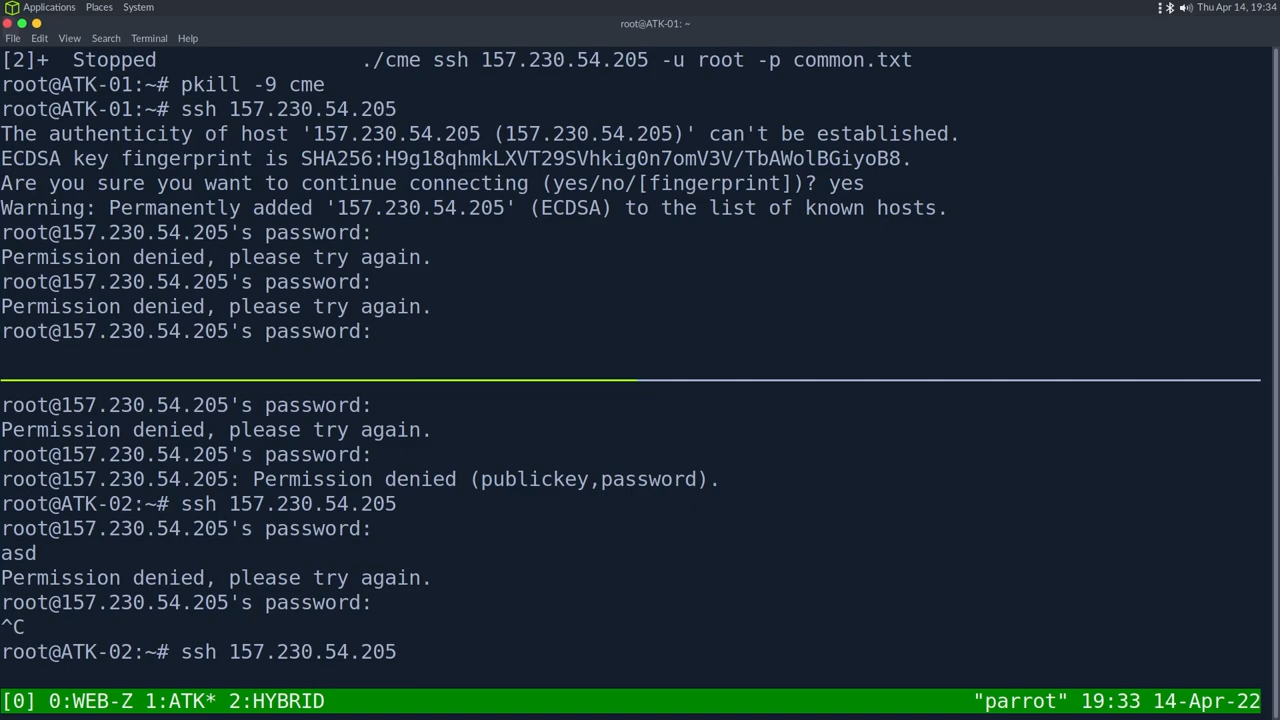 Applications Places System Thu Apr 14, 19:34
root@ATK-01: ~
File Edit View Search Terminal Help
[2]+  Stopped                 ./cme ssh 157.230.54.205 -u root -p common.txt
root@ATK-01:~# pkill -9 cme
root@ATK-01:~# ssh 157.230.54.205
The authenticity of host '157.230.54.205 (157.230.54.205)' can't be established.
ECDSA key fingerprint is SHA256:H9g18qhmkLXVT29SVhkig0n7omV3V/TbAWolBGiyoB8.
Are you sure you want to continue connecting (yes/no/[fingerprint])? yes
Warning: Permanently added '157.230.54.205' (ECDSA) to the list of known hosts.
root@157.230.54.205's password:
Permission denied, please try again.
root@157.230.54.205's password:
Permission denied, please try again.
root@157.230.54.205's password:
root@157.230.54.205's password:
Permission denied, please try again.
root@157.230.54.205's password:
root@157.230.54.205: Permission denied (publickey,password).
root@ATK-02:~# ssh 157.230.54.205
root@157.230.54.205's password:
asd
Permission denied, please try again.
root@157.230.54.205's password:
^C
root@ATK-02:~# ssh 157.230.54.205
[0] 0:WEB-Z 1:ATK* 2:HYBRID "parrot" 19:33 14-Apr-22